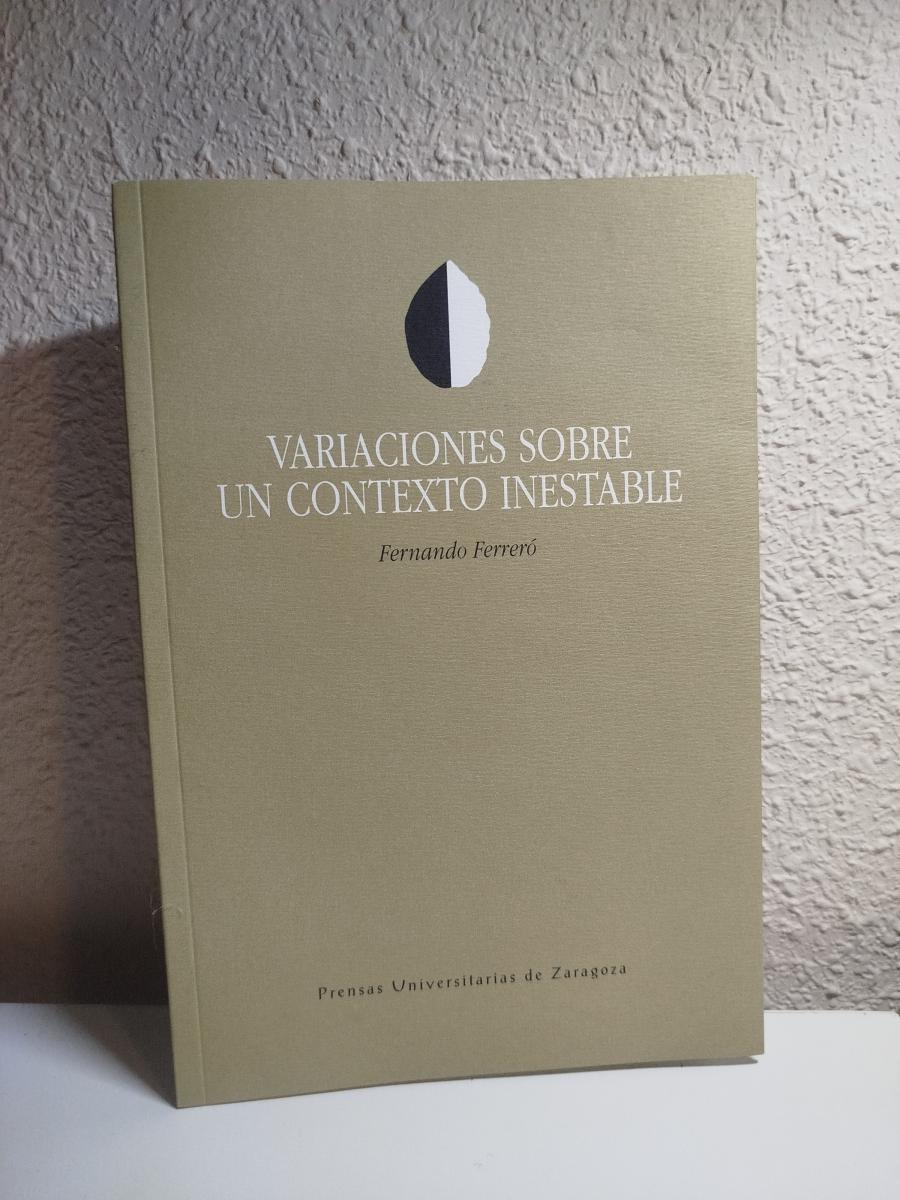 VARIACIONES SOBRE
UN CONTEXTO INESTABLE
Fernando Ferreró
Prensas Universitarias de Zaragoza